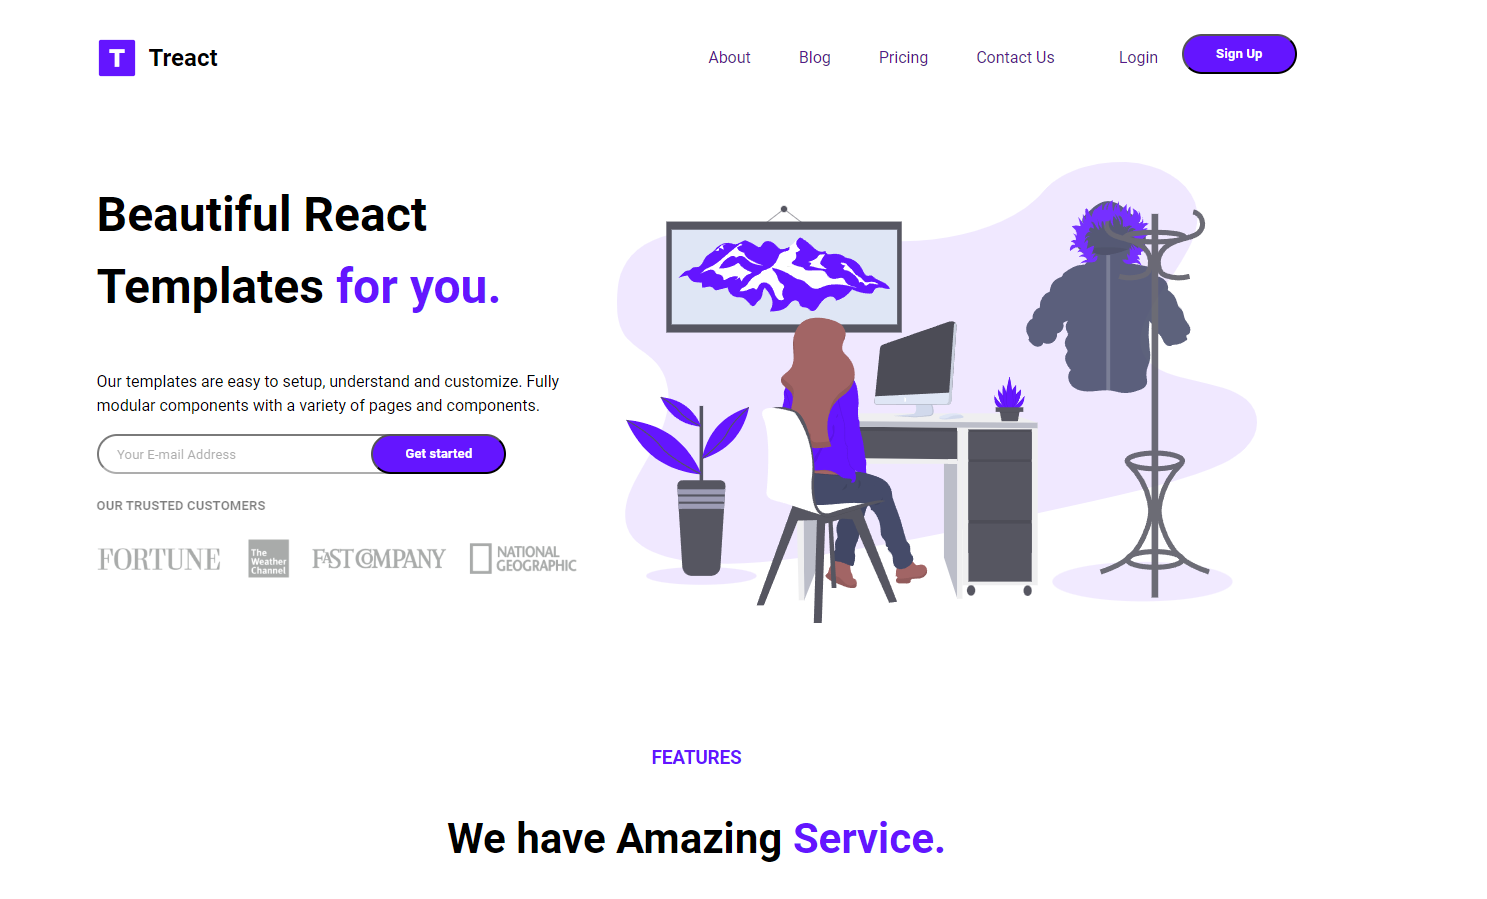 T Treact
About Blog Pricing Contact Us Login Sign Up
Beautiful React
Templates for you.
Our templates are easy to setup, understand and customize. Fully
modular components with a variety of pages and components.
Your E-mail Address Get started
OUR TRUSTED CUSTOMERS
FORTUNE
The
Weather
Channel
FAST COMPANY
NATIONAL
GEOGRAPHIC
FEATURES
We have Amazing Service.